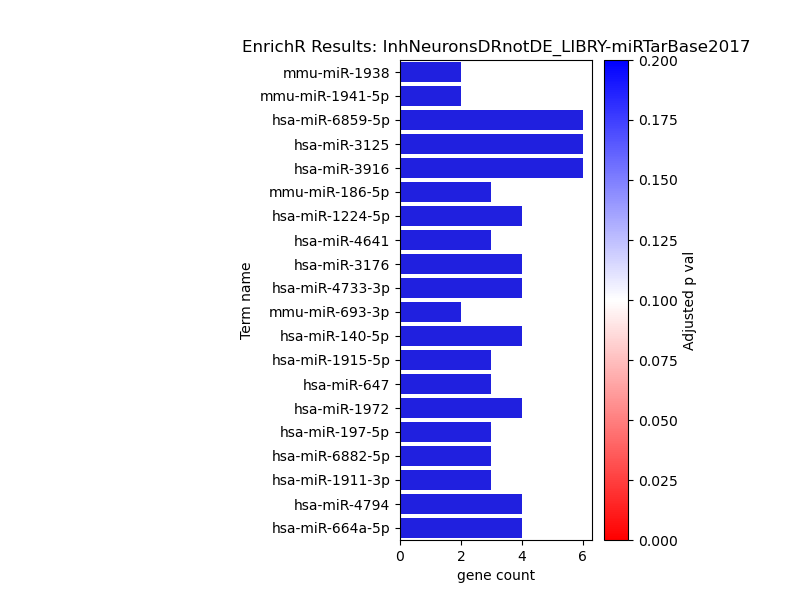 EnrichR Results: InhNeuronsDRnotDE_LIBRY-miRTarBase2017
mmu-miR-1938
mmu-miR-1941-5p
hsa-miR-6859-5p
hsa-miR-3125
hsa-miR-3916
mmu-miR-186-5p
hsa-miR-1224-5p
hsa-miR-4641
hsa-miR-3176
hsa-miR-4733-3p
mmu-miR-693-3p
hsa-miR-140-5p
hsa-miR-1915-5p
hsa-miR-647
hsa-miR-1972
hsa-miR-197-5p
hsa-miR-6882-5p
hsa-miR-1911-3p
hsa-miR-4794
hsa-miR-664a-5p
Term name
0 2 4 6
gene count
0.200
0.175
0.150
0.125
0.100
0.075
0.050
0.025
0.000
Adjusted p val